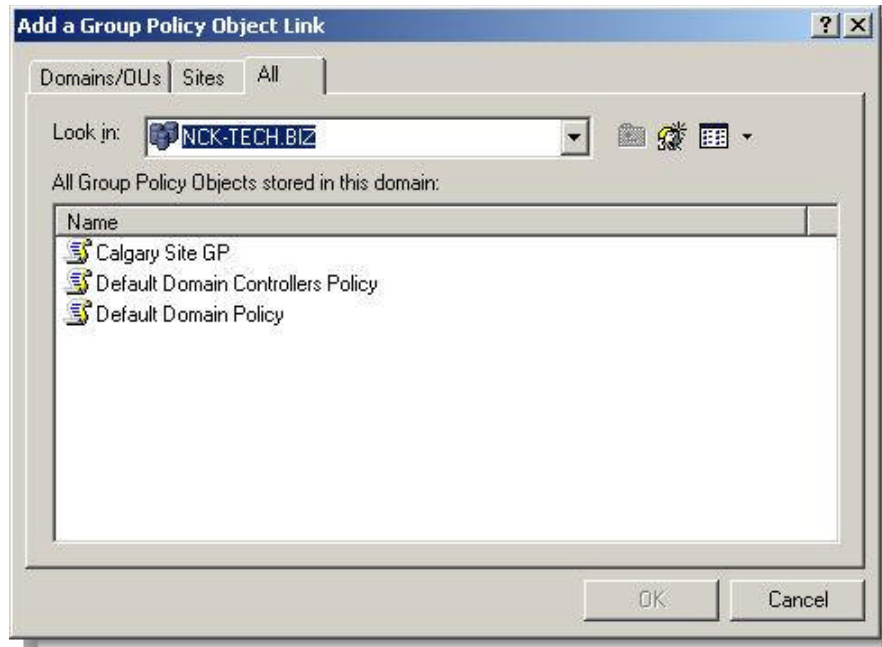 Add a Group Policy Object Link
Domains/OUs Sites All
Look in: NCK-TECH.BIZ
All Group Policy Objects stored in this domain:
Name
Calgary Site GP
Default Domain Controllers Policy
Default Domain Policy
OK Cancel